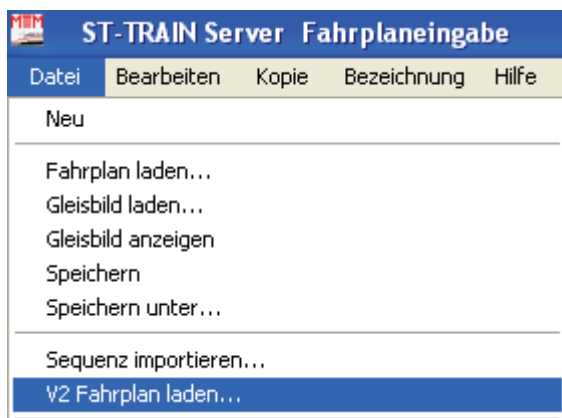 MTTM ST-TRAIN Server Fahrplaneingabe
Datei Bearbeiten Kopie Bezeichnung Hilfe
Neu
Fahrplan laden...
Gleisbild laden...
Gleisbild anzeigen
Speichern
Speichern unter...
Sequenz importieren...
V2 Fahrplan laden...